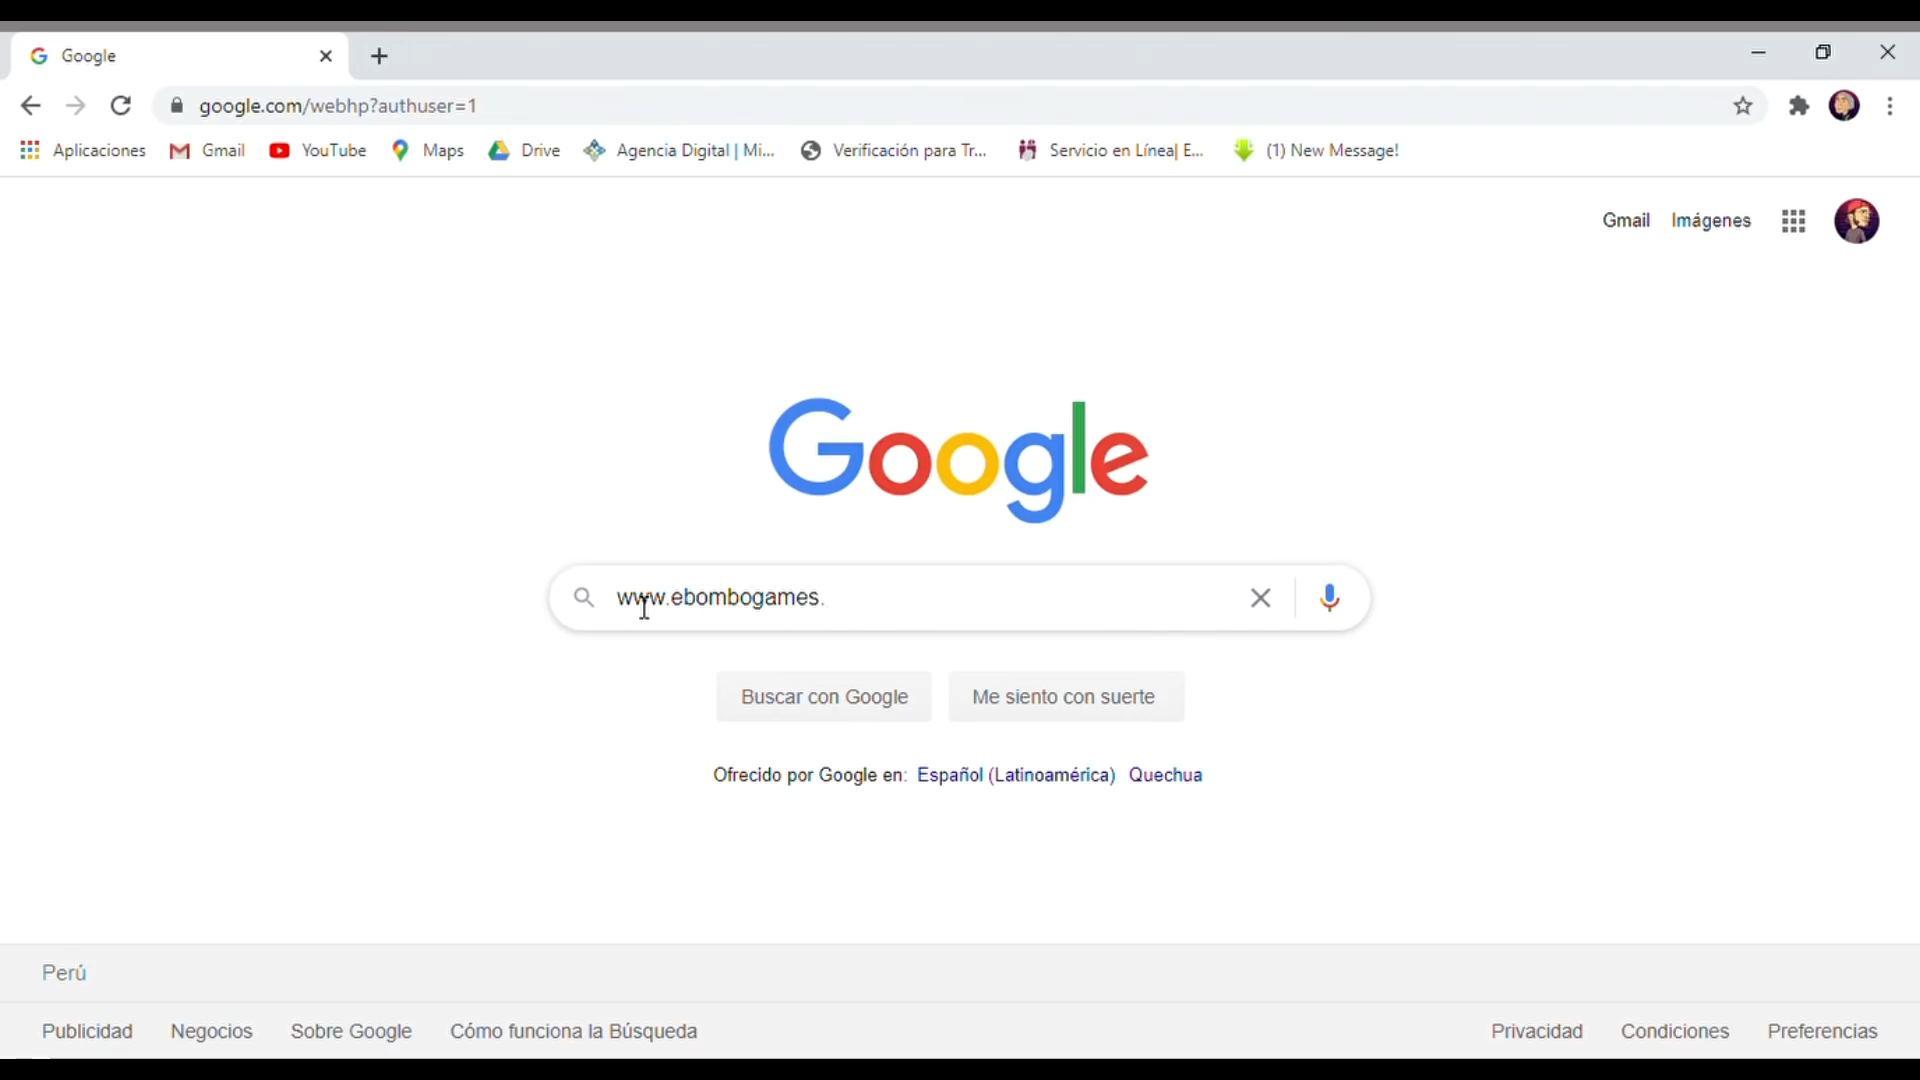 Google
google.com/webhp?authuser=1
Aplicaciones Gmail YouTube Maps Drive Agencia Digital | Mi... Verificación para Tr... Servicio en Línea| E... (1) New Message!
Gmail Imágenes
Google
www.ebombogames.
Buscar con Google Me siento con suerte
Ofrecido por Google en: Español (Latinoamérica) Quechua
Perú
Publicidad Negocios Sobre Google Cómo funciona la Búsqueda Privacidad Condiciones Preferencias